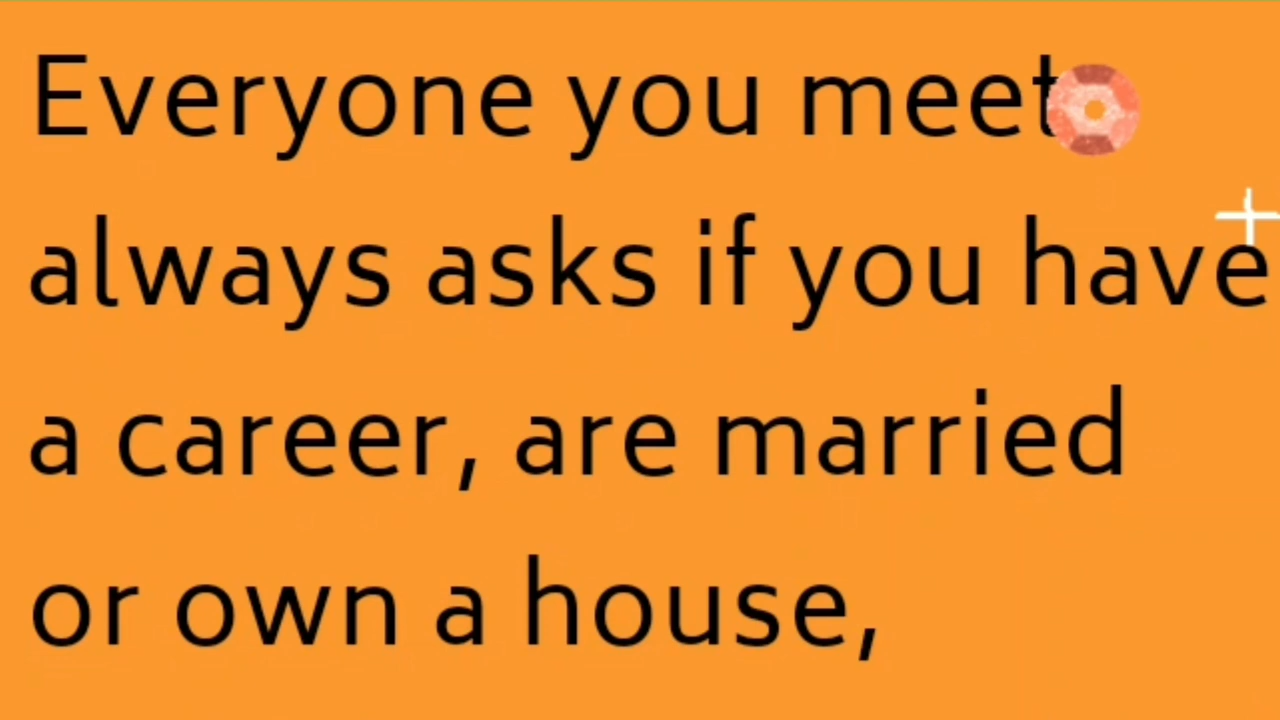 Everyone you meet
always asks if you have
a career, are married
or own a house,